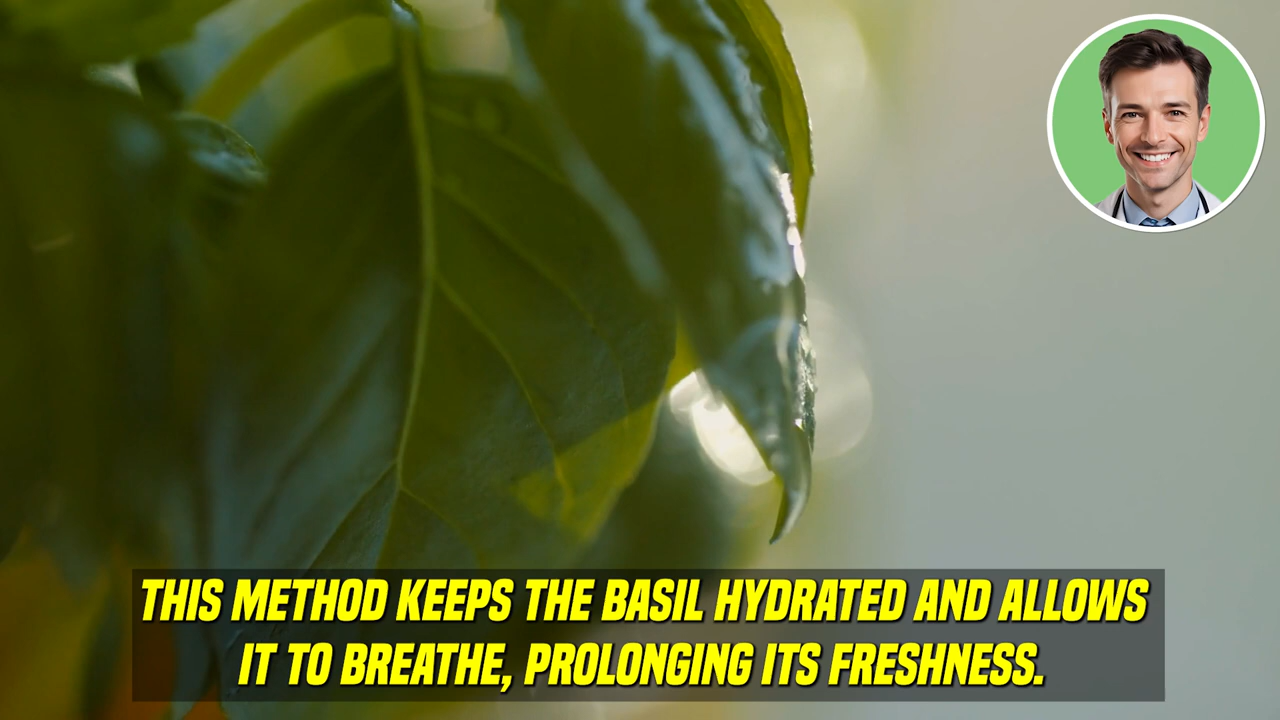 THIS METHOD KEEPS THE BASIL HYDRATED AND ALLOWS
IT TO BREATHE, PROLONGING ITS FRESHNESS.